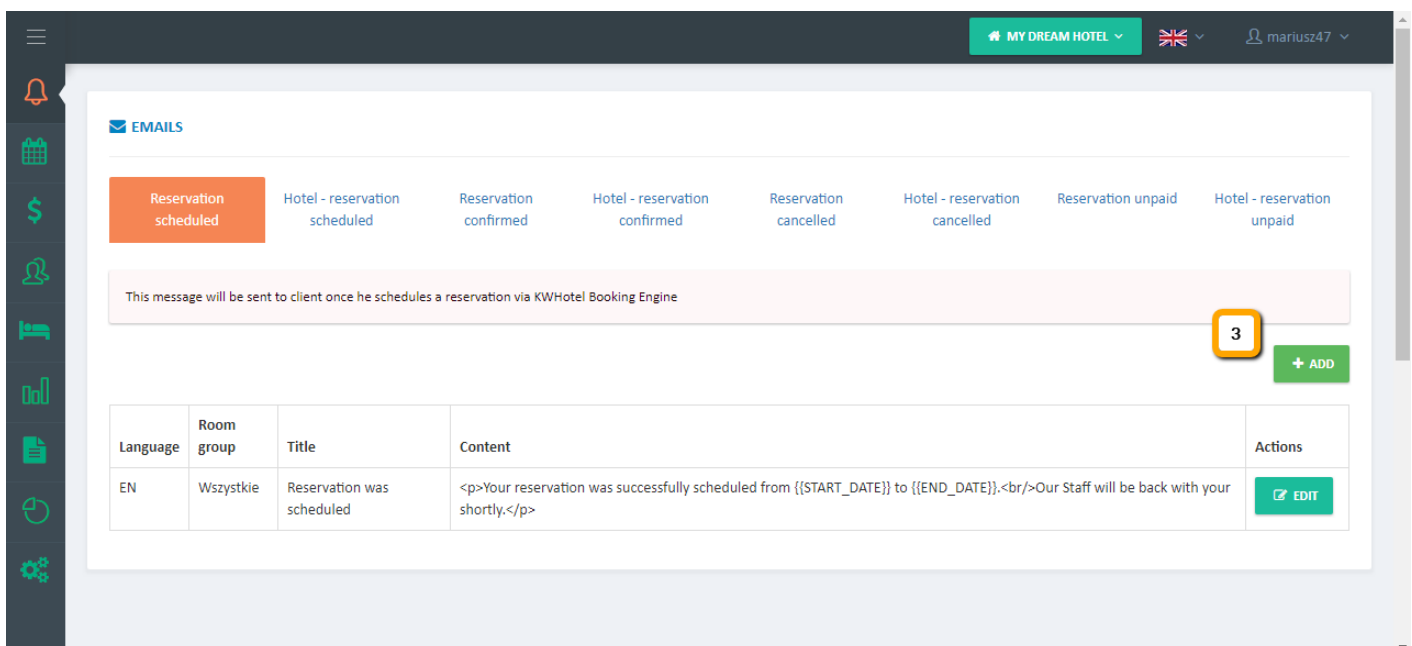 MY DREAM HOTEL
mariusz47
EMAILS
Reservation
scheduled
Hotel - reservation
scheduled
Reservation
confirmed
Hotel - reservation
confirmed
Reservation
cancelled
Hotel - reservation
cancelled
Reservation unpaid
Hotel - reservation
unpaid
This message will be sent to client once he schedules a reservation via KWHotel Booking Engine
3
+ ADD
Language
Room
group
Title
Content
Actions
EN
Wszystkie
Reservation was
scheduled
<p>Your reservation was successfully scheduled from {{START_DATE}} to {{END_DATE}}.<br/>Our Staff will be back with your
shortly.</p>
EDIT